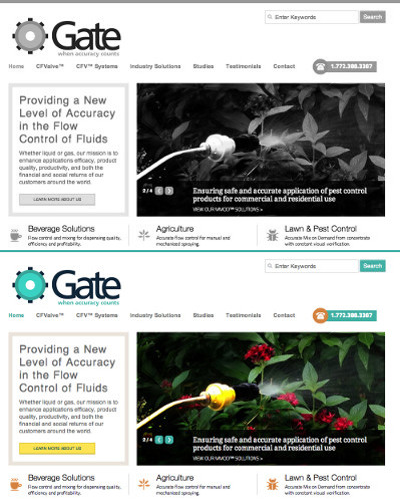 Enter Keywords Search
Gate
when accuracy counts
Home CFValve™ CFV™ Systems Industry Solutions Studies Testimonials Contact 1.772.388.3387
Providing a New
Level of Accuracy
in the Flow
Control of Fluids
Whether liquid or gas, our mission is to
enhance applications efficacy, product
quality, productivity, and both the
financial and social returns of our
customers around the world.
LEARN MORE ABOUT US
2 / 4
Ensuring safe and accurate application of pest control
products for commercial and residential use
VIEW OUR MIXCO™ SOLUTIONS >
Beverage Solutions
Flow control and mixing for dispensing quality,
efficiency and profitability.
Agriculture
Accurate flow control for manual and
mechanized spraying.
Lawn & Pest Control
Accurate Mix on Demand from concentrate
with constant visual verification.
Enter Keywords Search
Gate
when accuracy counts
Home CFValve™ CFV™ Systems Industry Solutions Studies Testimonials Contact 1.772.388.3387
Providing a New
Level of Accuracy
in the Flow
Control of Fluids
Whether liquid or gas, our mission is to
enhance applications efficacy, product
quality, productivity, and both the
financial and social returns of our
customers around the world.
LEARN MORE ABOUT US
2 / 4
Ensuring safe and accurate application of pest control
products for commercial and residential use
VIEW OUR MIXCO™ SOLUTIONS >
Beverage Solutions
Flow control and mixing for dispensing quality,
efficiency and profitability.
Agriculture
Accurate flow control for manual and
mechanized spraying.
Lawn & Pest Control
Accurate Mix on Demand from concentrate
with constant visual verification.